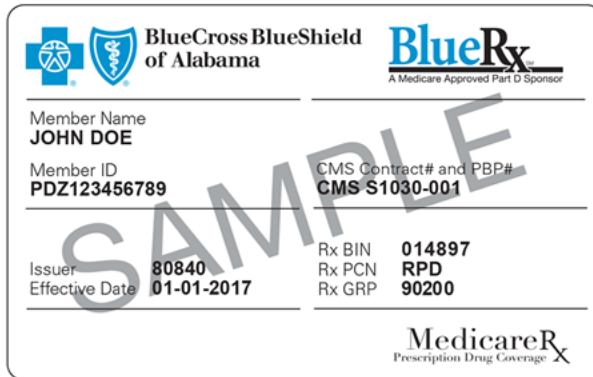 BlueCross BlueShield
of Alabama
BlueRx SM
A Medicare Approved Part D Sponsor
Member Name
JOHN DOE
Member ID
PDZ123456789
CMS Contract# and PBP#
CMS S1030-001
SAMPLE
Issuer 80840
Effective Date 01-01-2017
Rx BIN 014897
Rx PCN RPD
Rx GRP 90200
MedicareRx
Prescription Drug Coverage